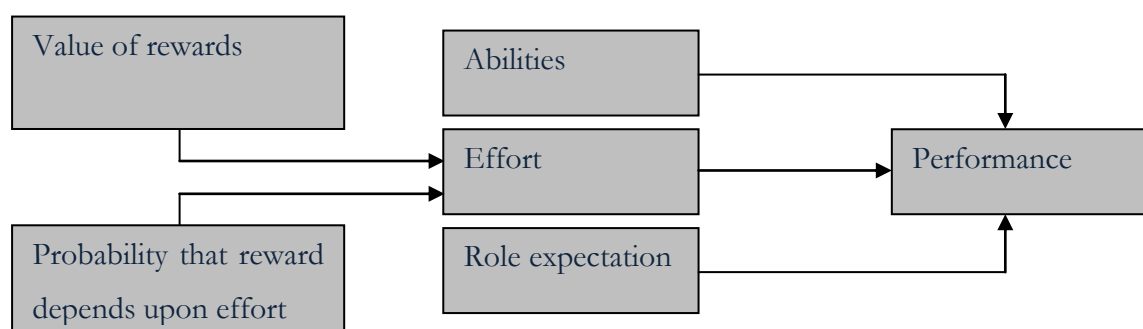 Value of rewards
Abilities
Effort
Performance
Probability that reward
depends upon effort
Role expectation